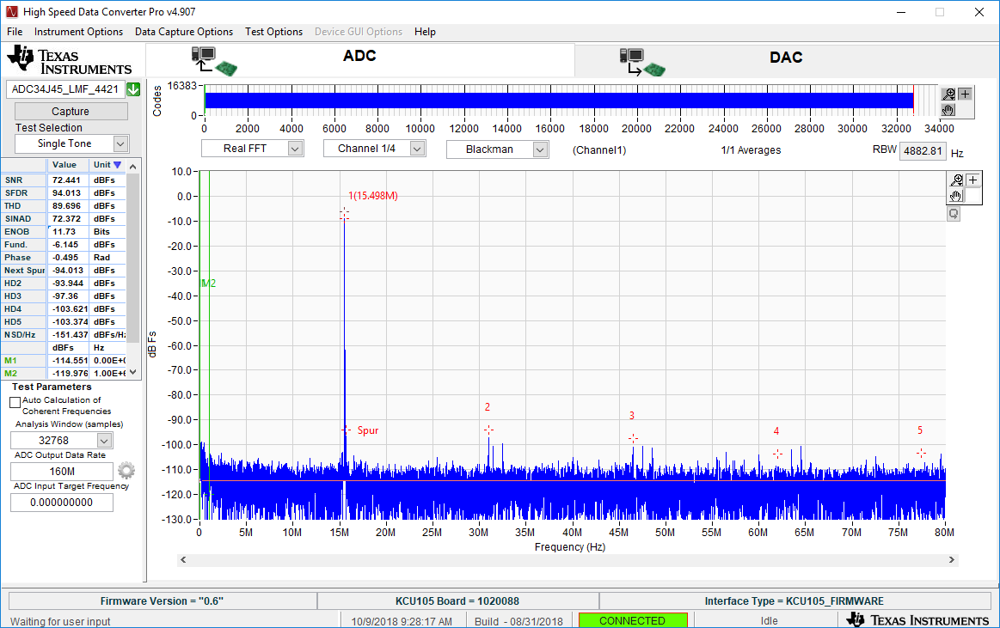 High Speed Data Converter Pro v4.907
File Instrument Options Data Capture Options Test Options Device GUI Options Help
TEXAS INSTRUMENTS
ADC
DAC
ADC34J45_LMF_4421
Capture
Test Selection
Single Tone
Codes
16383
0
0 2000 4000 6000 8000 10000 12000 14000 16000 18000 20000 22000 24000 26000 28000 30000 32000 34000
Real FFT Channel 1/4 Blackman (Channel1) 1/1 Averages RBW 4882.81 Hz
Value Unit
SNR 72.441 dBFs
SFDR 94.013 dBFs
THD 89.696 dBFs
SINAD 72.372 dBFs
ENOB 11.73 Bits
Fund. -6.145 dBFs
Phase -0.495 Rad
Next Spur -94.013 dBFs
HD2 -93.944 dBFs
HD3 -97.36 dBFs
HD4 -103.621 dBFs
HD5 -103.374 dBFs
NSD/Hz -151.437 dBFs/Hz
dBFs Hz
M1 -114.551 0.00E+0
M2 -119.976 1.00E+6
Test Parameters
Auto Calculation of
Coherent Frequencies
Analysis Window (samples)
32768
ADC Output Data Rate
160M
ADC Input Target Frequency
0.000000000
dB Fs
10.0
0.0
-10.0
-20.0
-30.0
-40.0
-50.0
-60.0
-70.0
-80.0
-90.0
-100.0
-110.0
-120.0
-130.0
1(15.498M)
M2
Spur
2
3
4
5
0 5M 10M 15M 20M 25M 30M 35M 40M 45M 50M 55M 60M 65M 70M 75M 80M
Frequency (Hz)
Firmware Version = "0.6" KCU105 Board = 1020088 Interface Type = KCU105_FIRMWARE
Waiting for user input 10/9/2018 9:28:17 AM Build - 08/31/2018 CONNECTED Idle TEXAS INSTRUMENTS